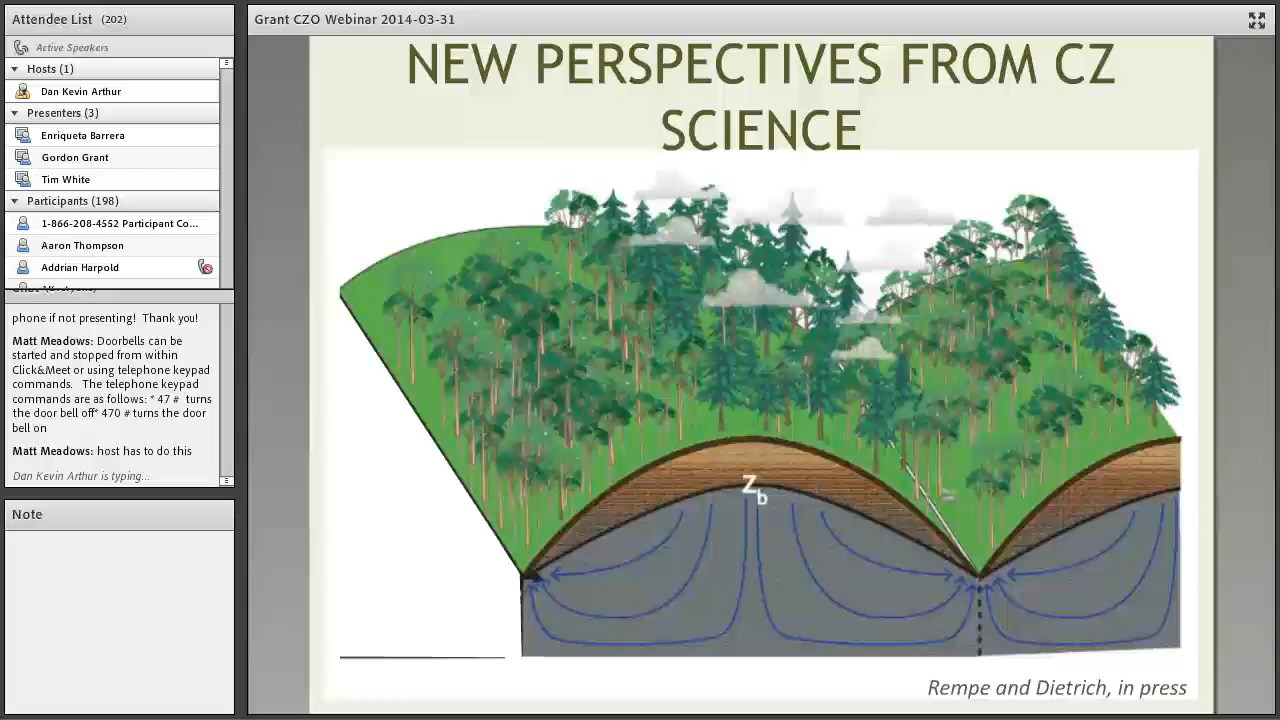 Attendee List (202)
Active Speakers
Hosts (1)
Dan Kevin Arthur
Presenters (3)
Enriqueta Barrera
Gordon Grant
Tim White
Participants (198)
1-866-208-4552 Participant Co...
Aaron Thompson
Addrian Harpold
phone if not presenting! Thank you!
Matt Meadows: Doorbells can be
started and stopped from within
Click&Meet or using telephone keypad
commands. The telephone keypad
commands are as follows: * 47 # turns
the door bell off* 470 # turns the door
bell on
Matt Meadows: host has to do this
Dan Kevin Arthur is typing...
Note
Grant CZO Webinar 2014-03-31
NEW PERSPECTIVES FROM CZ
SCIENCE
Zb
Rempe and Dietrich, in press